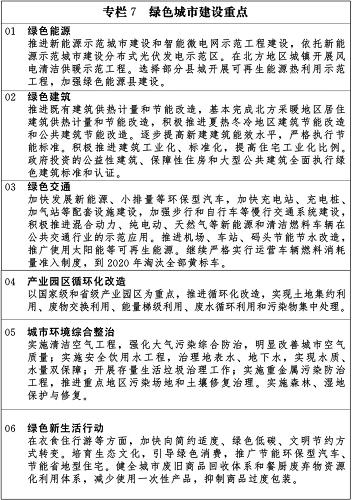 专栏 7 绿色城市建设重点
01 绿色能源
推进新能源示范城市建设和智能微电网示范工程建设，依托新能
源示范城市建设分布式光伏发电示范区。在北方地区城镇开展风
电清洁供暖示范工程。选择部分县城开展可再生能源热利用示范
工程，加强绿色能源县建设。
02 绿色建筑
推进既有建筑供热计量和节能改造，基本完成北方采暖地区居住
建筑供热计量和节能改造，积极推进夏热冬冷地区建筑节能改造
和公共建筑节能改造。逐步提高新建建筑能效水平，严格执行节
能标准。积极推进建筑工业化、标准化，提高住宅工业化比例。
政府投资的公益性建筑、保障性住房和大型公共建筑全面执行绿
色建筑标准和认证。
03 绿色交通
加快发展新能源、小排量等环保型汽车，加快充电站、充电桩、
加气站等配套设施建设，加强步行和自行车等慢行交通系统建设，
积极推进混合动力、纯电动、天然气等新能源和清洁燃料车辆在
公共交通行业的示范应用。推进机场、车站、码头节能节水改造，
推广使用太阳能等可再生能源。继续严格实行运营车辆燃料消耗
量准入制度，到 2020 年淘汰全部黄标车。
04 产业园区循环化改造
以国家级和省级产业园区为重点，推进循环化改造，实现土地集约利
用、废物交换利用、能量梯级利用、废水循环利用和污染物集中处理。
05 城市环境综合整治
实施清洁空气工程，强化大气污染综合防治，明显改善城市空气
质量；实施安全饮用水工程，治理地表水、地下水，实现水质、
水量双保障；开展存量生活垃圾治理工作；实施重金属污染防治
工程，推进重点地区污染场地和土壤修复治理。实施森林、湿地
保护与修复。
06 绿色新生活行动
在衣食住行游等方面，加快向简约适度、绿色低碳、文明节约方
式转变。培育生态文化，引导绿色消费，推广节能环保型汽车、
节能省地型住宅。健全城市废旧商品回收体系和餐厨废弃物资源
化利用体系，减少使用一次性产品，抑制商品过度包装。